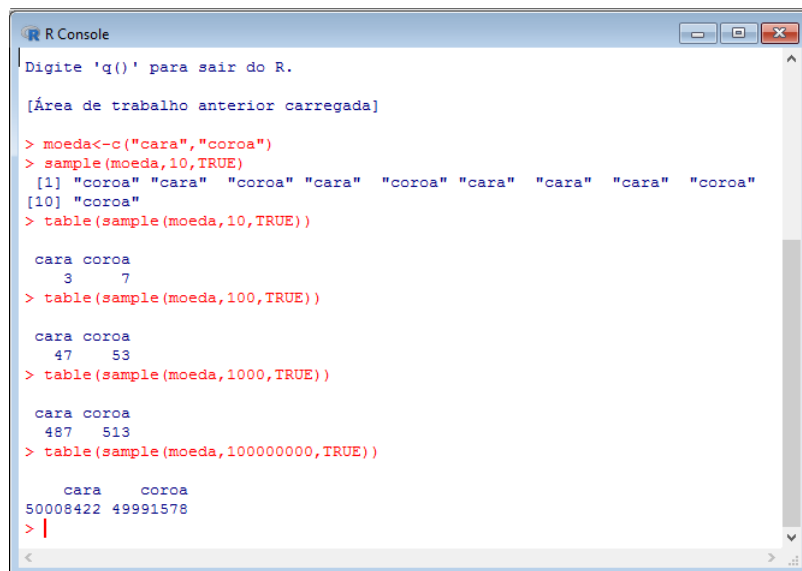 R Console
Digite 'q()' para sair do R.
[Área de trabalho anterior carregada]
> moeda<-c("cara","coroa")
> sample(moeda,10,TRUE)
 [1] "coroa" "cara"  "coroa" "cara"  "coroa" "cara"  "cara"  "cara"  "coroa"
[10] "coroa"
> table(sample(moeda,10,TRUE))
 cara coroa
    3     7
> table(sample(moeda,100,TRUE))
 cara coroa
   47    53
> table(sample(moeda,1000,TRUE))
 cara coroa
  487   513
> table(sample(moeda,100000000,TRUE))
    cara    coroa
50008422 49991578
>